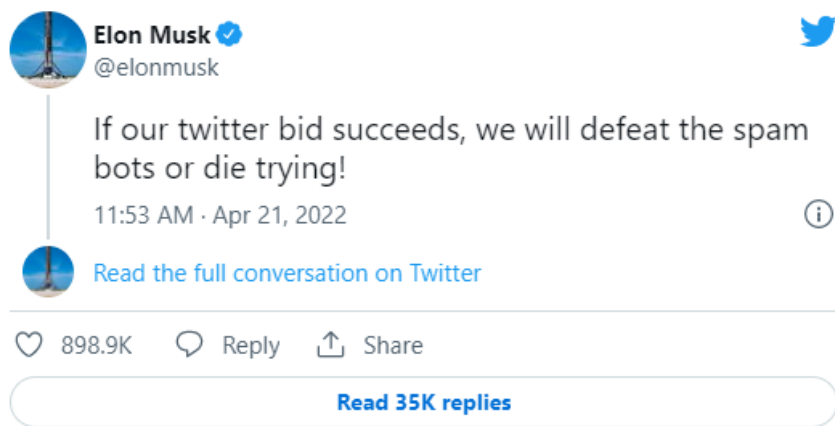 Elon Musk
@elonmusk
If our twitter bid succeeds, we will defeat the spam
bots or die trying!
11:53 AM · Apr 21, 2022
Read the full conversation on Twitter
898.9K Reply Share
Read 35K replies